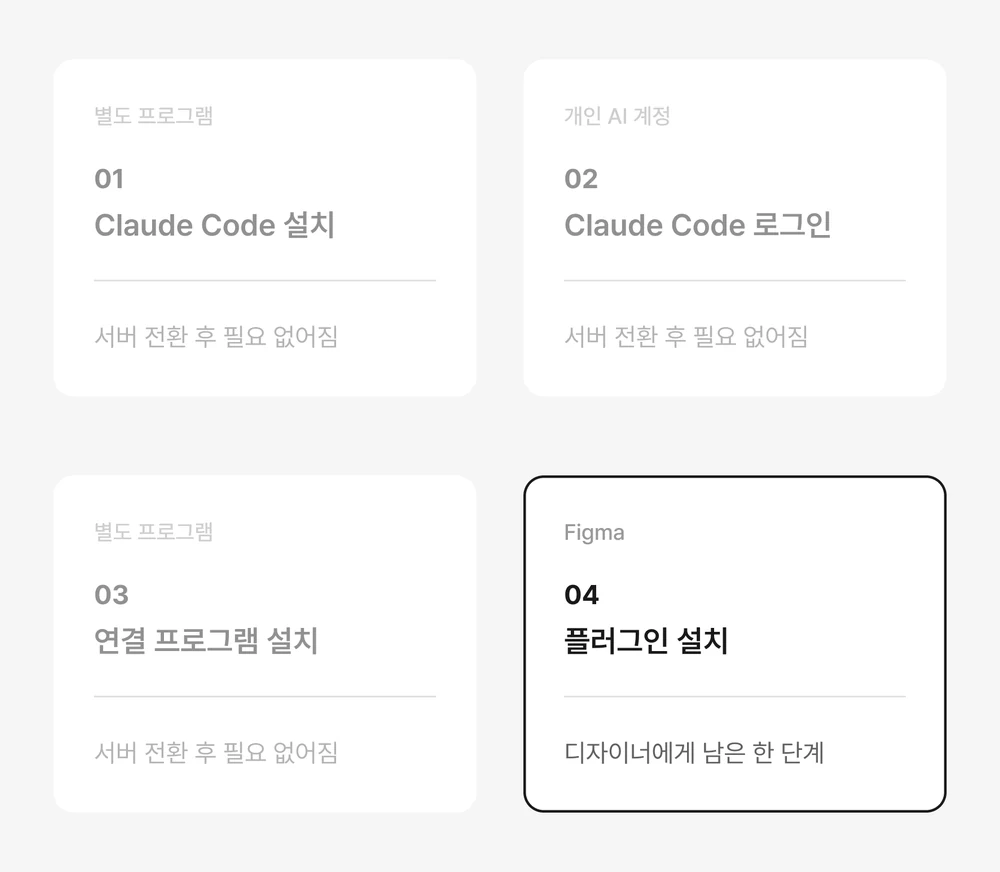 별도 프로그램
01
Claude Code 설치
서버 전환 후 필요 없어짐
개인 AI 계정
02
Claude Code 로그인
서버 전환 후 필요 없어짐
별도 프로그램
03
연결 프로그램 설치
서버 전환 후 필요 없어짐
Figma
04
플러그인 설치
디자이너에게 남은 한 단계